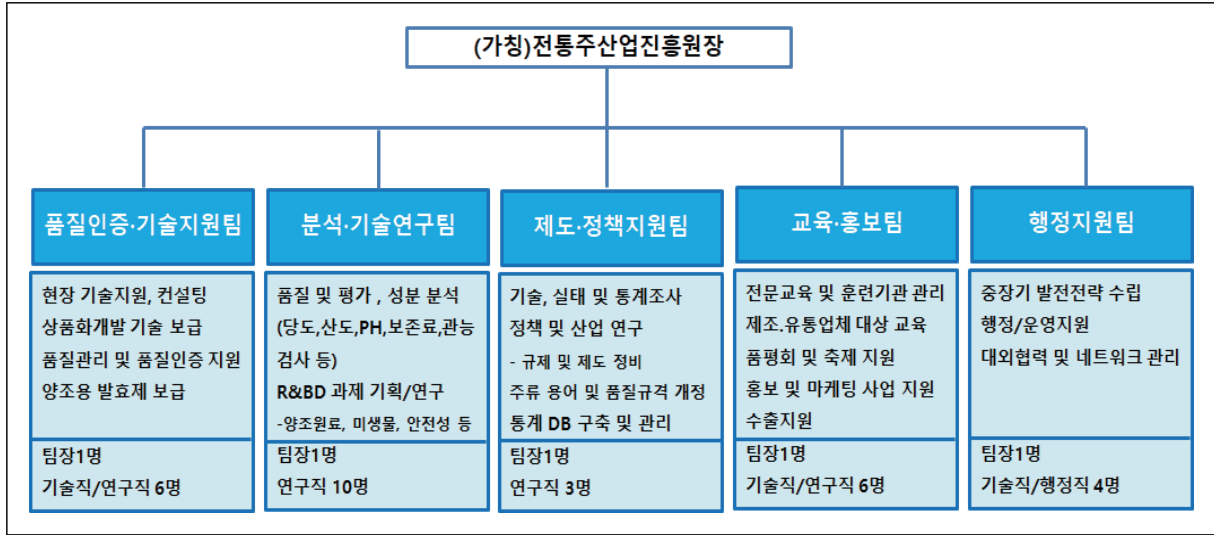 (가칭)전통주산업진흥원장
품질인증·기술지원팀
현장 기술지원, 컨설팅
상품화개발 기술 보급
품질관리 및 품질인증 지원
양조용 발효제 보급
팀장1명
기술직/연구직 6명
분석·기술연구팀
품질 및 평가 , 성분 분석
(당도,산도,PH,보존료,관능
검사 등)
R&BD 과제 기획/연구
-양조원료, 미생물, 안전성 등
팀장1명
연구직 10명
제도·정책지원팀
기술, 실태 및 통계조사
정책 및 산업 연구
- 규제 및 제도 정비
주류 용어 및 품질규격 개정
통계 DB 구축 및 관리
팀장1명
연구직 3명
교육·홍보팀
전문교육 및 훈련기관 관리
제조.유통업체 대상 교육
품평회 및 축제 지원
홍보 및 마케팅 사업 지원
수출지원
팀장1명
기술직/연구직 6명
행정지원팀
중장기 발전전략 수립
행정/운영지원
대외협력 및 네트워크 관리
팀장1명
기술직/행정직 4명